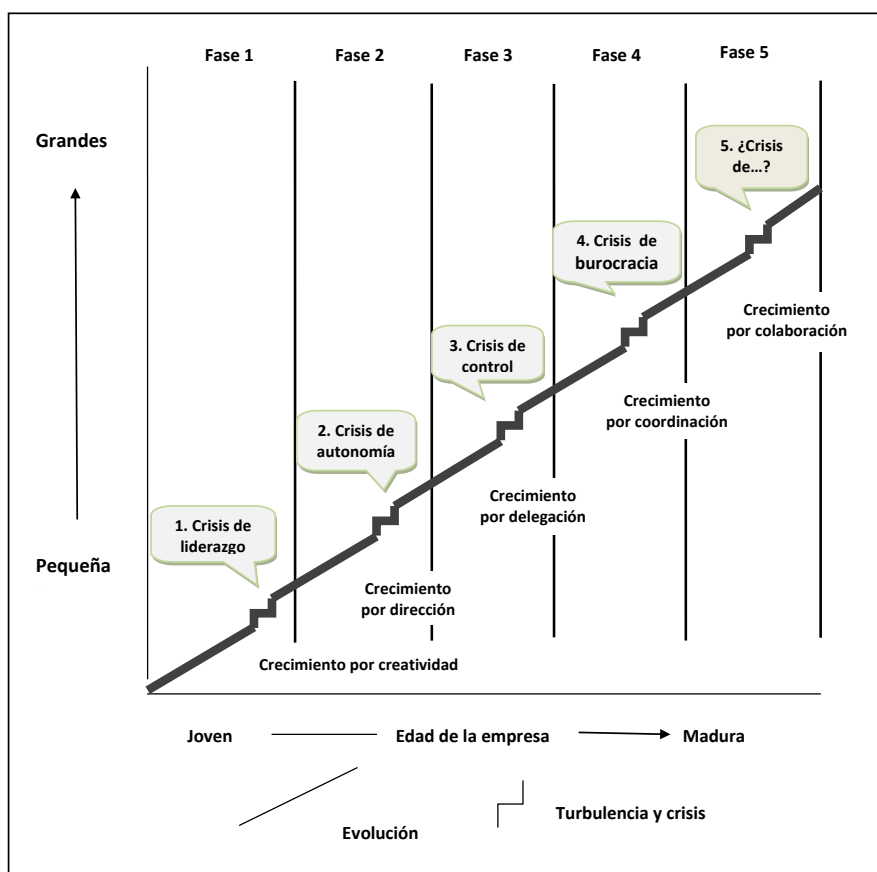 Fase 1
Fase 2
Fase 3
Fase 4
Fase 5
Grandes
Pequeña
5. ¿Crisis
de...?
4. Crisis de
burocracia
3. Crisis de
control
2. Crisis de
autonomía
1. Crisis de
liderazgo
Crecimiento
por colaboración
Crecimiento
por coordinación
Crecimiento
por delegación
Crecimiento
por dirección
Crecimiento por creatividad
Joven
Edad de la empresa
Madura
Evolución
Turbulencia y crisis